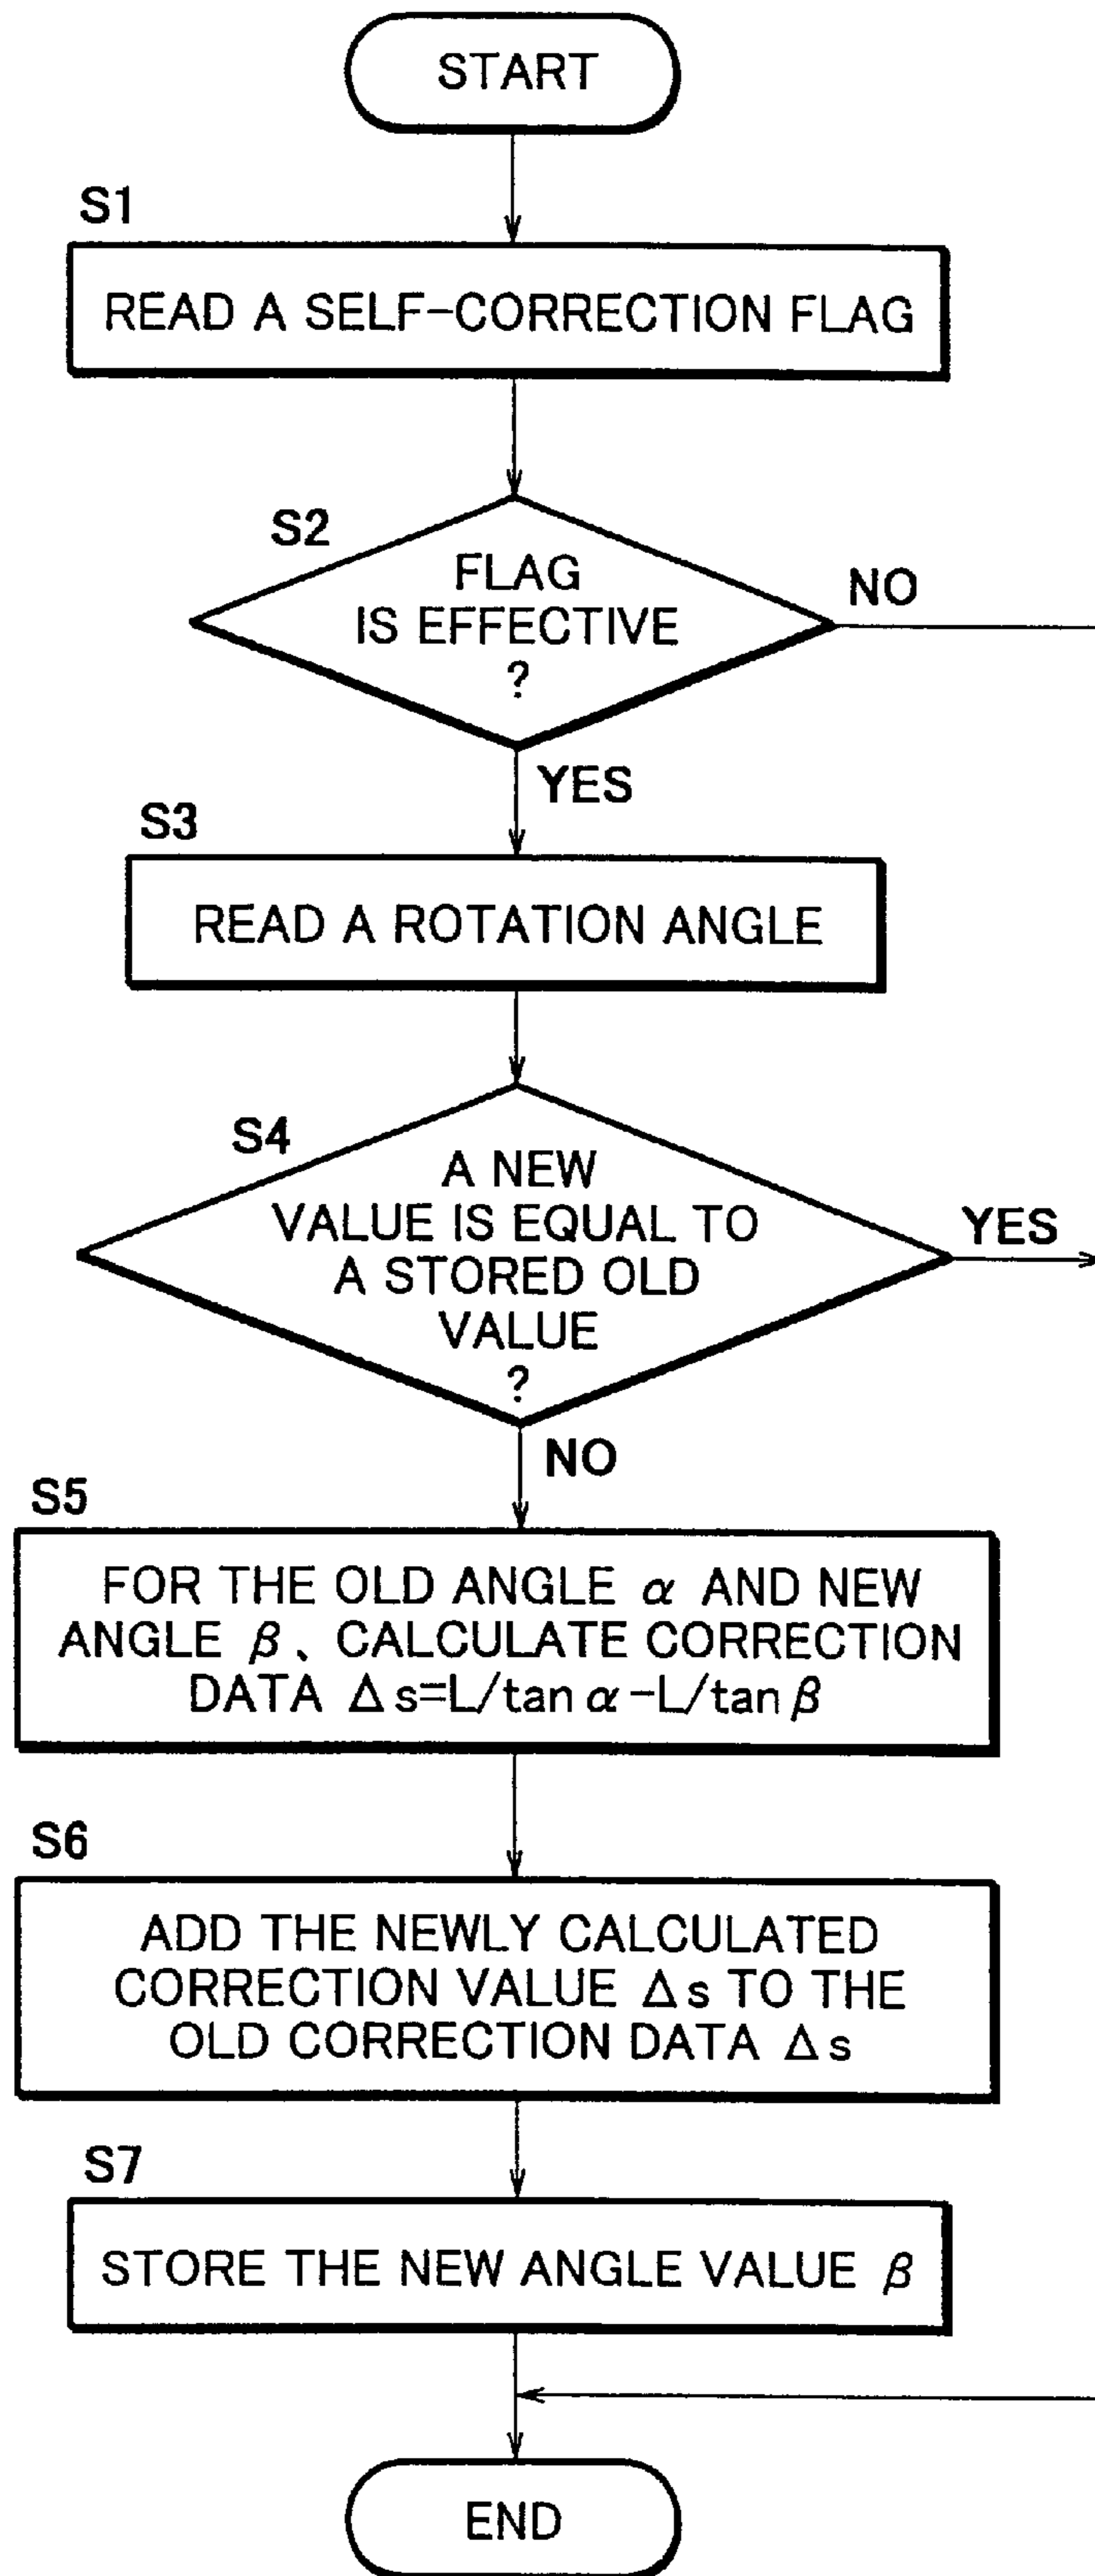 START
S1
READ A SELF-CORRECTION FLAG
S2
FLAG
IS EFFECTIVE
?
NO
YES
S3
READ A ROTATION ANGLE
S4
A NEW
VALUE IS EQUAL TO
A STORED OLD
VALUE
?
YES
NO
S5
FOR THE OLD ANGLE α AND NEW
ANGLE β、CALCULATE CORRECTION
DATA Δs=L/tan α-L/tan β
S6
ADD THE NEWLY CALCULATED
CORRECTION VALUE Δs TO THE
OLD CORRECTION DATA Δs
S7
STORE THE NEW ANGLE VALUE β
END